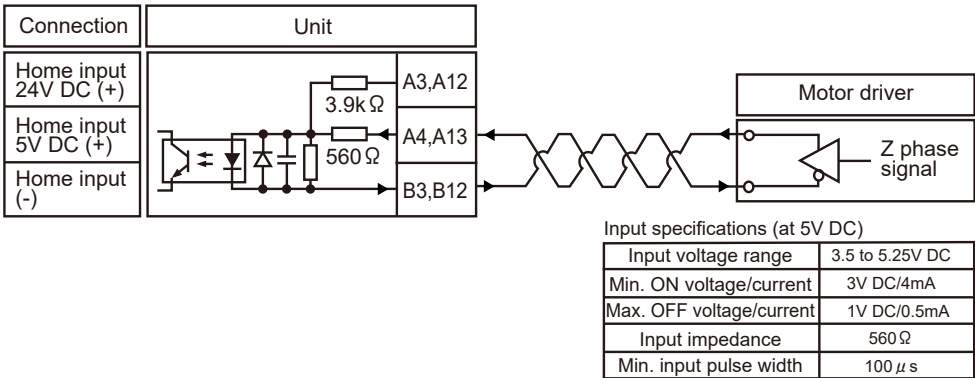 Connection
Unit
Home input
24V DC (+)
Home input
5V DC (+)
Home input
(-)
3.9kΩ
560Ω
A3,A12
A4,A13
B3,B12
Motor driver
Z phase
signal
Input specifications (at 5V DC)
Input voltage range 3.5 to 5.25V DC
Min. ON voltage/current 3V DC/4mA
Max. OFF voltage/current 1V DC/0.5mA
Input impedance 560Ω
Min. input pulse width 100μs